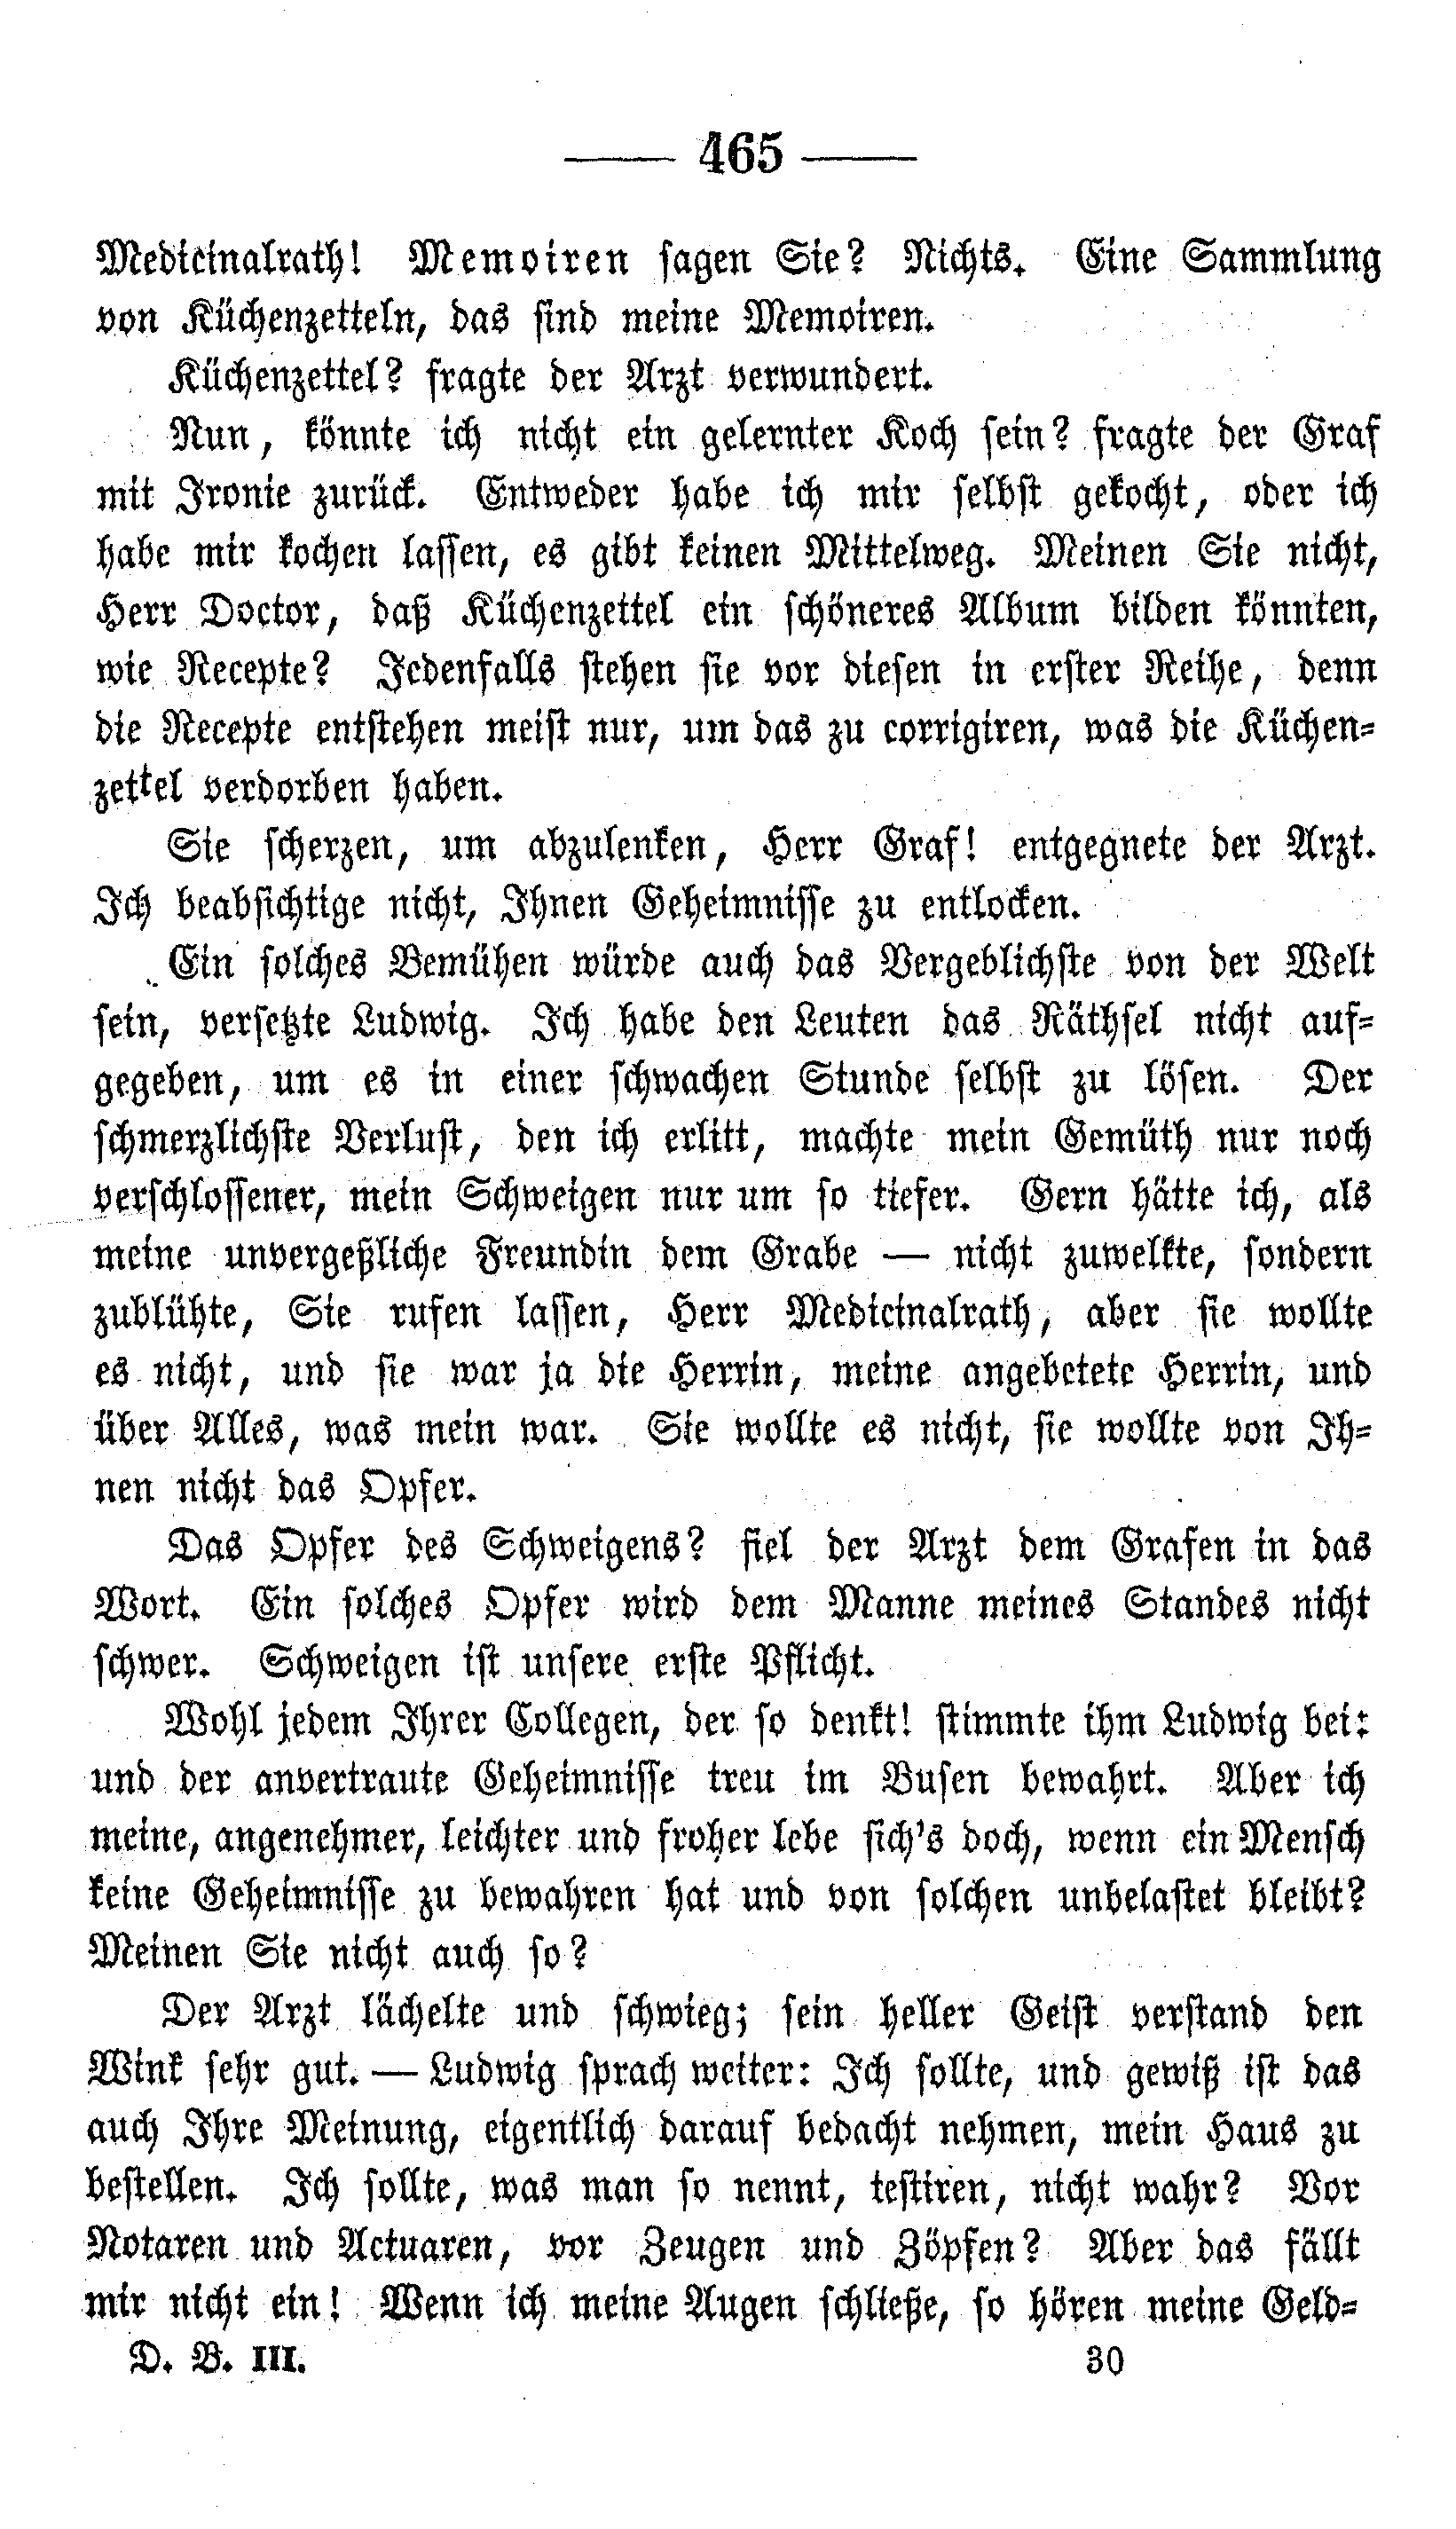 — 465 —
Medicinalrath! Memoiren sagen Sie? Nichts. Eine Sammlung
von Küchenzetteln, das sind meine Memoiren.
Küchenzettel? fragte der Arzt verwundert.
Nun, könnte ich nicht ein gelernter Koch sein? fragte der Graf
mit Ironie zurück. Entweder habe ich mir selbst gekocht, oder ich
habe mir kochen lassen, es gibt keinen Mittelweg. Meinen Sie nicht,
Herr Doctor, daß Küchenzettel ein schöneres Album bilden könnten,
wie Recepte? Jedenfalls stehen sie vor diesen in erster Reihe, denn
die Recepte entstehen meist nur, um das zu corrigiren, was die Küchen-
zettel verdorben haben.
Sie scherzen, um abzulenken, Herr Graf! entgegnete der Arzt.
Ich beabsichtige nicht, Ihnen Geheimnisse zu entlocken.
Ein solches Bemühen würde auch das Vergeblichste von der Welt
sein, versetzte Ludwig. Ich habe den Leuten das Räthsel nicht auf-
gegeben, um es in einer schwachen Stunde selbst zu lösen. Der
schmerzlichste Verlust, den ich erlitt, machte mein Gemüth nur noch
verschlossener, mein Schweigen nur um so tiefer. Gern hätte ich, als
meine unvergeßliche Freundin dem Grabe — nicht zuwelkte, sondern
zublühte, Sie rufen lassen, Herr Medicinalrath, aber sie wollte
es nicht, und sie war ja die Herrin, meine angebetete Herrin, und
über Alles, was mein war. Sie wollte es nicht, sie wollte von Ih-
nen nicht das Opfer.
Das Opfer des Schweigens? fiel der Arzt dem Grafen in das
Wort. Ein solches Opfer wird dem Manne meines Standes nicht
schwer. Schweigen ist unsere erste Pflicht.
Wohl jedem Ihrer Collegen, der so denkt! stimmte ihm Ludwig bei:
und der anvertraute Geheimnisse treu im Busen bewahrt. Aber ich
meine, angenehmer, leichter und froher lebe sich's doch, wenn ein Mensch
keine Geheimnisse zu bewahren hat und von solchen unbelastet bleibt?
Meinen Sie nicht auch so?
Der Arzt lächelte und schwieg; sein heller Geist verstand den
Wink sehr gut. — Ludwig sprach weiter: Ich sollte, und gewiß ist das
auch Ihre Meinung, eigentlich darauf bedacht nehmen, mein Haus zu
bestellen. Ich sollte, was man so nennt, testiren, nicht wahr? Vor
Notaren und Actuaren, vor Zeugen und Zöpfen? Aber das fällt
mir nicht ein! Wenn ich meine Augen schließe, so hören meine Geld-
D. B. III. 30